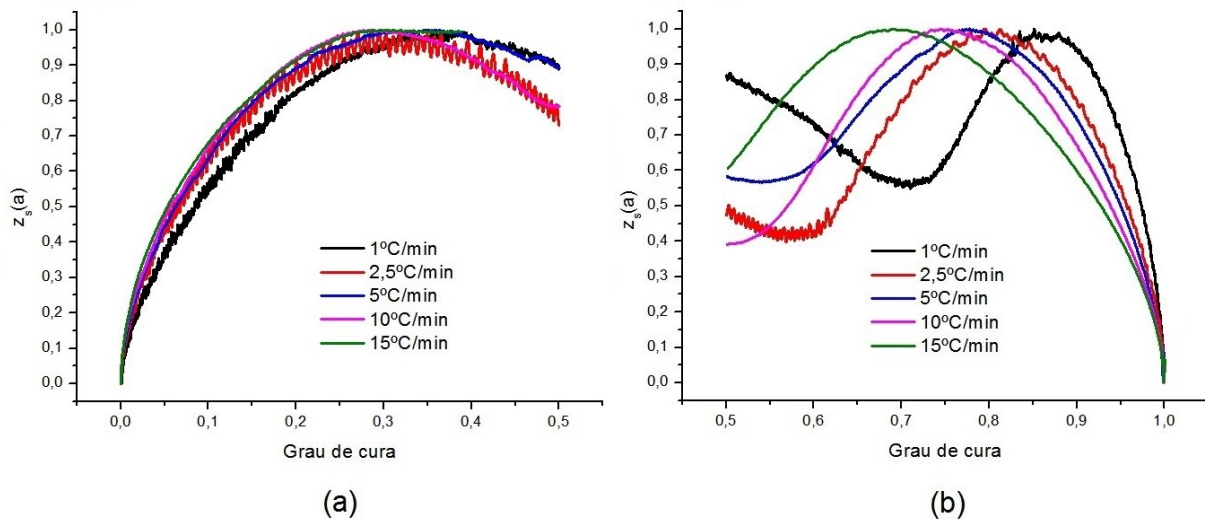 1,0
0,9
0,8
0,7
0,6
0,5
0,4
0,3
0,2
0,1
0,0
z_s(a)
1ºC/min
2,5ºC/min
5ºC/min
10ºC/min
15ºC/min
0,0 0,1 0,2 0,3 0,4 0,5
Grau de cura
(a)
1,0
0,9
0,8
0,7
0,6
0,5
0,4
0,3
0,2
0,1
0,0
z_s(a)
1ºC/min
2,5ºC/min
5ºC/min
10ºC/min
15ºC/min
0,5 0,6 0,7 0,8 0,9 1,0
Grau de cura
(b)